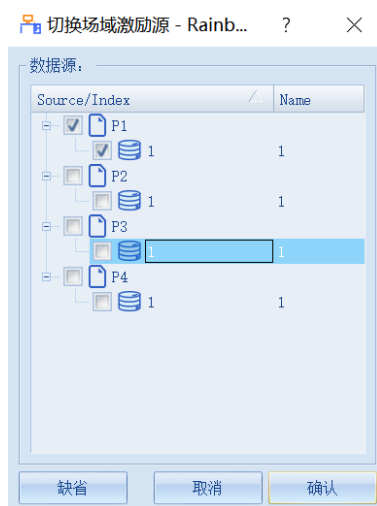 切换场域激励源 - Rainb... ?
数据源:
Source/Index Name
P1
1 1
P2
1 1
P3
1 1
P4
1 1
缺省 取消 确认